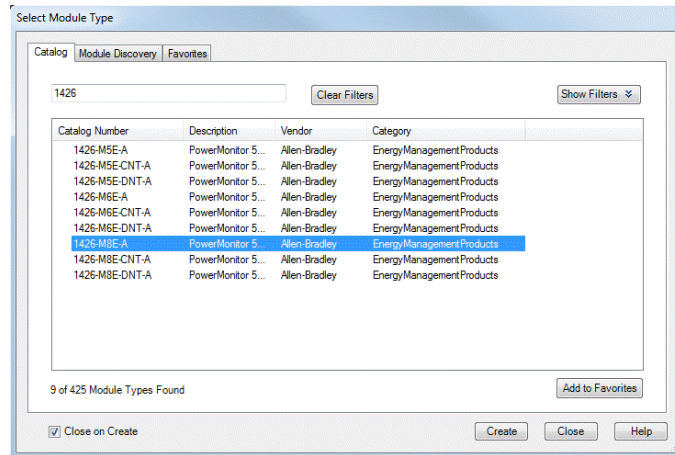 Select Module Type
Catalog Module Discovery Favorites
1426 Clear Filters Show Filters
Catalog Number Description Vendor Category
1426-M5E-A PowerMonitor 5... Allen-Bradley EnergyManagementProducts
1426-M5E-CNT-A PowerMonitor 5... Allen-Bradley EnergyManagementProducts
1426-M5E-DNT-A PowerMonitor 5... Allen-Bradley EnergyManagementProducts
1426-M6E-A PowerMonitor 5... Allen-Bradley EnergyManagementProducts
1426-M6E-CNT-A PowerMonitor 5... Allen-Bradley EnergyManagementProducts
1426-M6E-DNT-A PowerMonitor 5... Allen-Bradley EnergyManagementProducts
1426-M8E-A PowerMonitor 5... Allen-Bradley EnergyManagementProducts
1426-M8E-CNT-A PowerMonitor 5... Allen-Bradley EnergyManagementProducts
1426-M8E-DNT-A PowerMonitor 5... Allen-Bradley EnergyManagementProducts
9 of 425 Module Types Found Add to Favorites
Close on Create Create Close Help